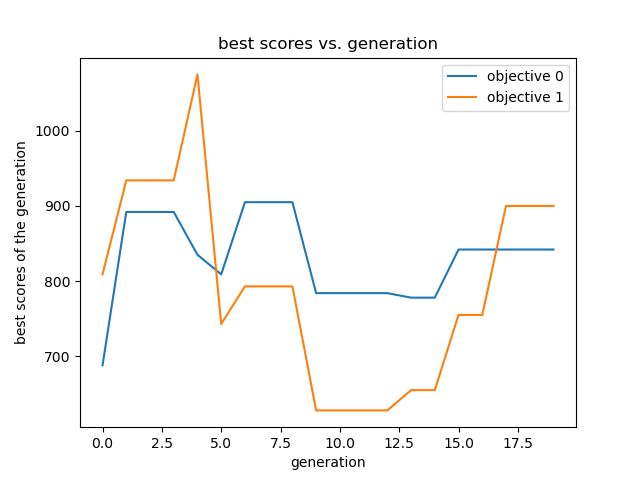 best scores vs. generation
objective 0
objective 1
best scores of the generation
1000
900
800
700
0.0 2.5 5.0 7.5 10.0 12.5 15.0 17.5
generation